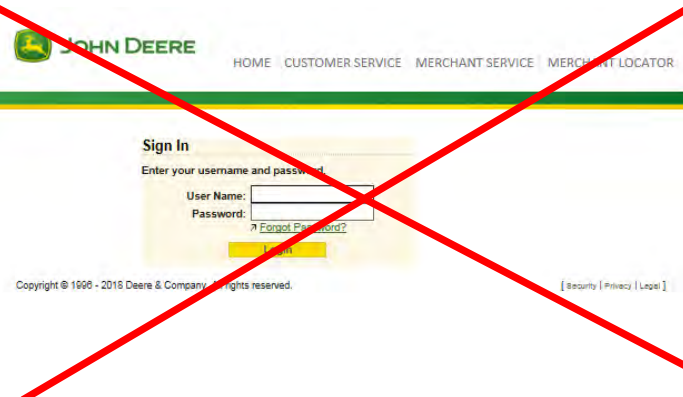 JOHN DEERE
HOME CUSTOMER SERVICE MERCHANT SERVICE MERCHANT LOCATOR
Sign In
Enter your username and password.
User Name:
Password:
Forgot Password?
Login
Copyright © 1996 - 2018 Deere & Company. All rights reserved.
[ Security | Privacy | Legal ]